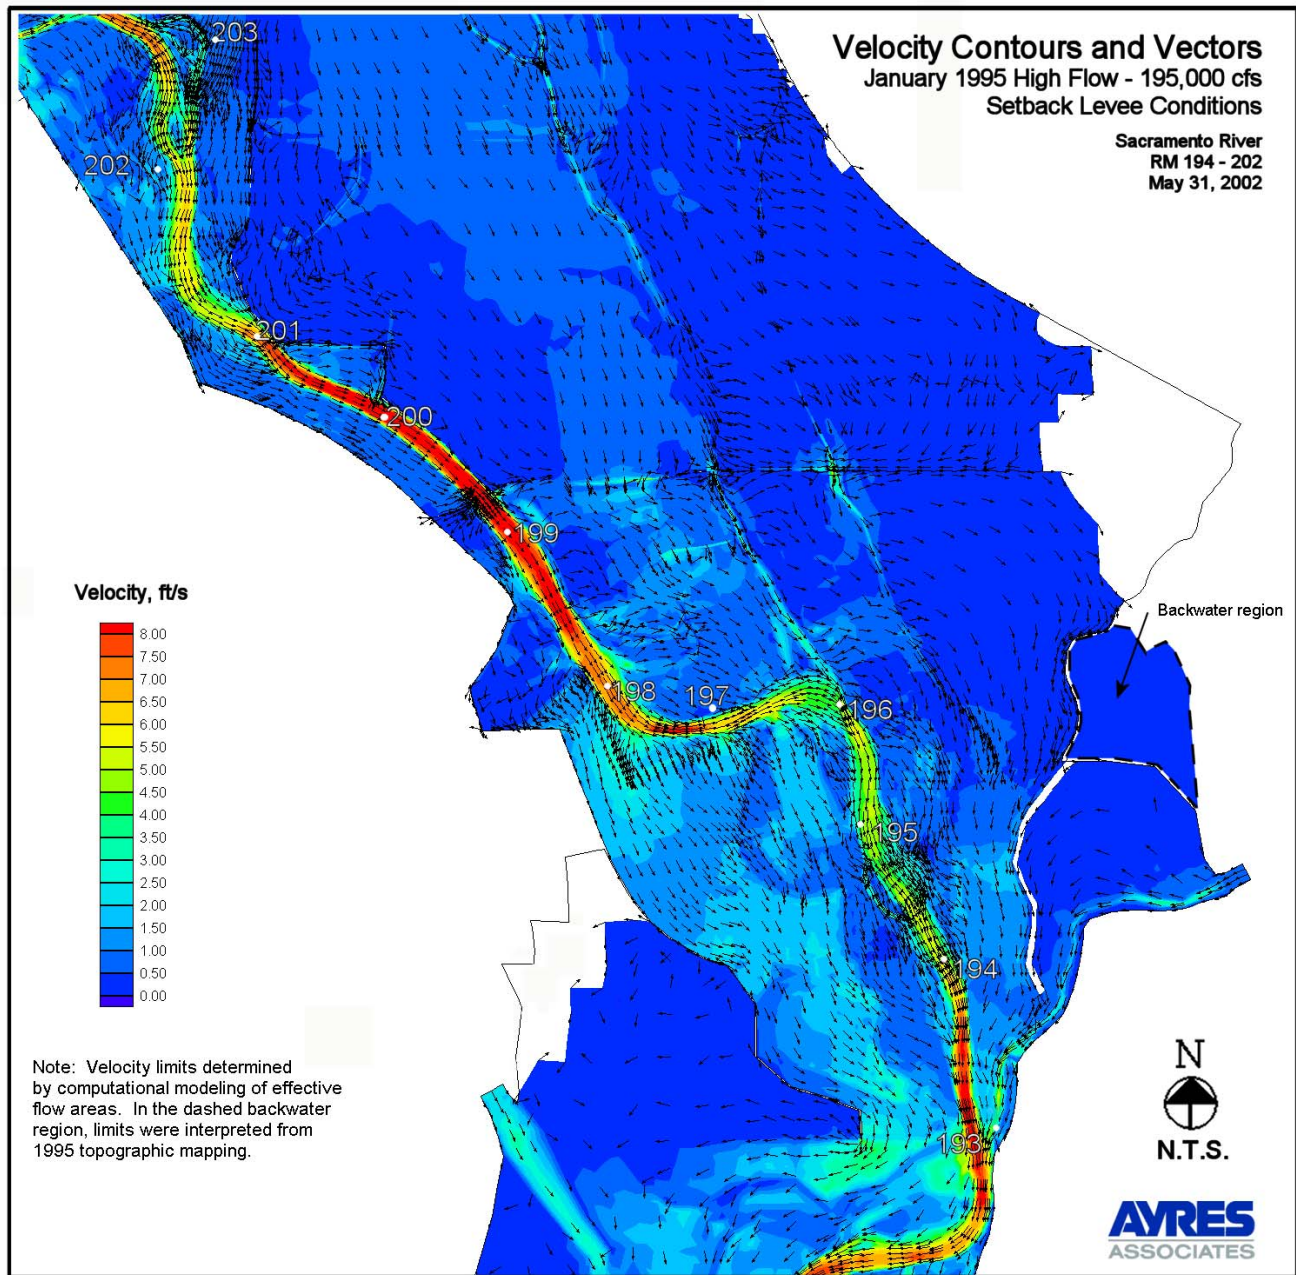 Velocity Contours and Vectors
January 1995 High Flow - 195,000 cfs
Setback Levee Conditions
Sacramento River
RM 194 - 202
May 31, 2002
203
202
201
200
199
198
197
196
195
194
193
Backwater region
Velocity, ft/s
8.00
7.50
7.00
6.50
6.00
5.50
5.00
4.50
4.00
3.50
3.00
2.50
2.00
1.50
1.00
0.50
0.00
Note: Velocity limits determined
by computational modeling of effective
flow areas. In the dashed backwater
region, limits were interpreted from
1995 topographic mapping.
N
N.T.S.
AYRES
ASSOCIATES